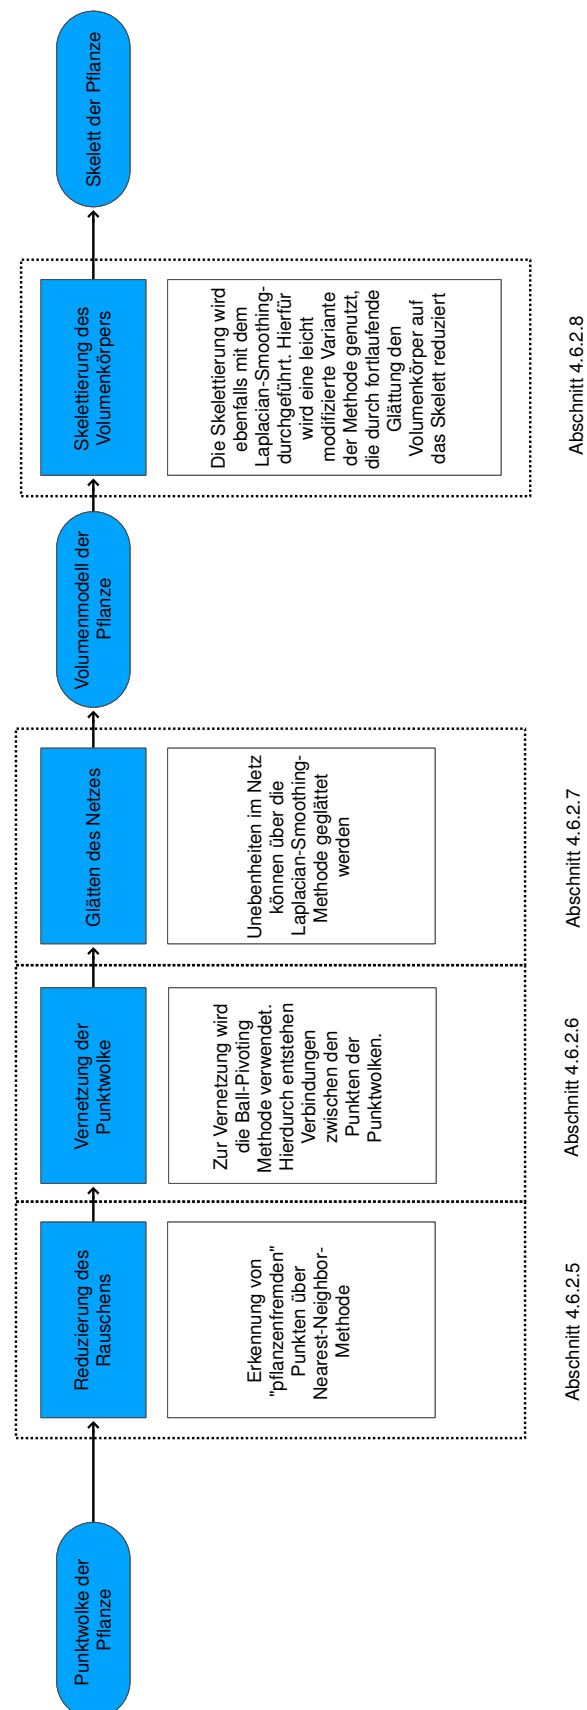 Punktwolke der
Pflanze
Reduzierung des
Rauschens
Erkennung von
"pflanzenfremden"
Punkten über
Nearest-Neighbor-
Methode
Abschnitt 4.6.2.5
Vernetzung der
Punktwolke
Zur Vernetzung wird
die Ball-Pivoting
Methode verwendet.
Hierdurch entstehen
Verbindungen
zwischen den
Punkten der
Punktwolken.
Abschnitt 4.6.2.6
Glätten des Netzes
Unebenheiten im Netz
können über die
Laplacian-Smoothing-
Methode geglättet
werden
Abschnitt 4.6.2.7
Volumenmodell der
Pflanze
Skelettierung des
Volumenkörpers
Die Skelettierung wird
ebenfalls mit dem
Laplacian-Smoothing-
durchgeführt. Hierfür
wird eine leicht
modifizierte Variante
der Methode genutzt,
die durch fortlaufende
Glättung den
Volumenkörper auf
das Skelett reduziert
Abschnitt 4.6.2.8
Skelett der Pflanze